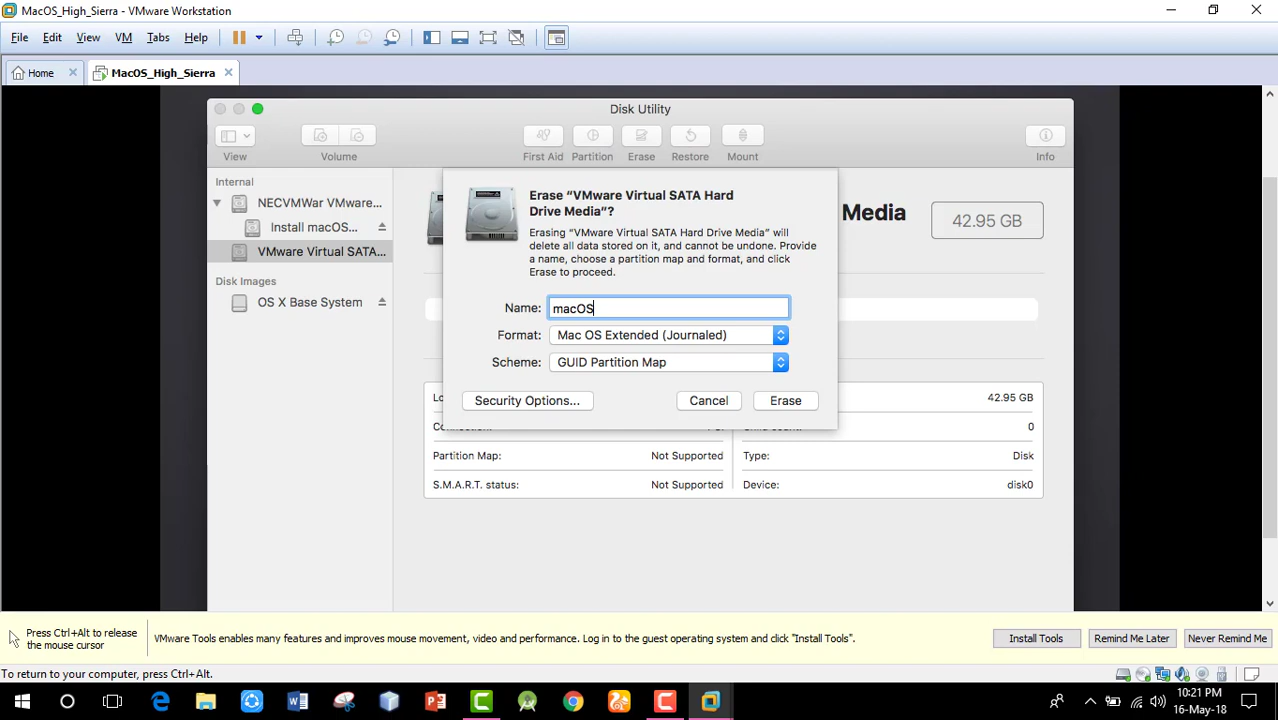 MacOS_High_Sierra - VMware Workstation
File Edit View VM Tabs Help
Home MacOS_High_Sierra
Disk Utility
View Volume First Aid Partition Erase Restore Mount Info
Internal
NECVMWar VMware...
Install macOS...
VMware Virtual SATA...
Disk Images
OS X Base System
Media
42.95 GB
Erase “VMware Virtual SATA Hard
Drive Media”?
Erasing “VMware Virtual SATA Hard Drive Media” will
delete all data stored on it, and cannot be undone. Provide
a name, choose a partition map and format, and click
Erase to proceed.
Name: macOS
Format: Mac OS Extended (Journaled)
Scheme: GUID Partition Map
Security Options... Cancel Erase
42.95 GB
0
Partition Map: Not Supported Type: Disk
S.M.A.R.T. status: Not Supported Device: disk0
Press Ctrl+Alt to release
the mouse cursor
VMware Tools enables many features and improves mouse movement, video and performance. Log in to the guest operating system and click "Install Tools".
Install Tools Remind Me Later Never Remind Me
To return to your computer, press Ctrl+Alt.
10:21 PM
16-May-18